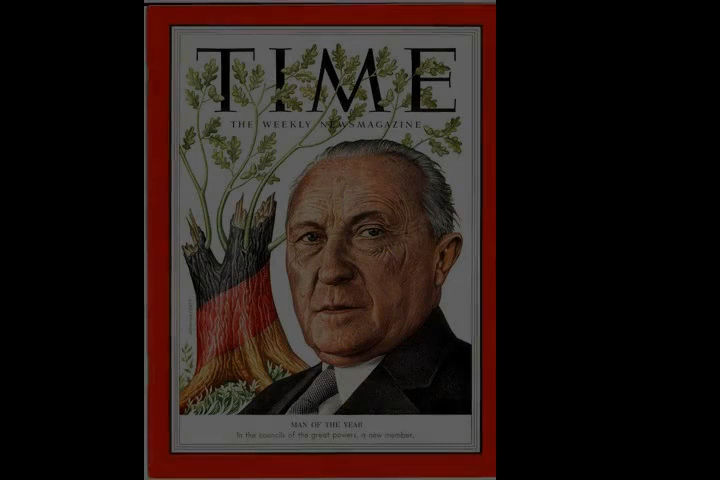 TIME
THE WEEKLY NEWSMAGAZINE
MAN OF THE YEAR
In the councils of the great powers, a new member.